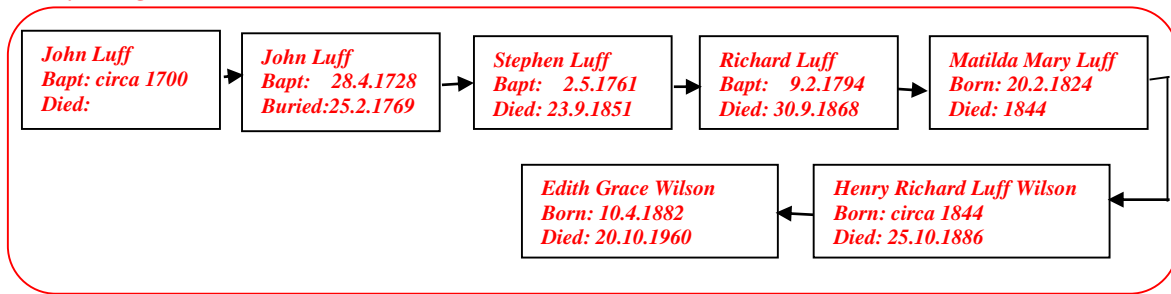 John Luff
Bapt: circa 1700
Died:
John Luff
Bapt: 28.4.1728
Buried:25.2.1769
Stephen Luff
Bapt: 2.5.1761
Died: 23.9.1851
Richard Luff
Bapt: 9.2.1794
Died: 30.9.1868
Matilda Mary Luff
Born: 20.2.1824
Died: 1844
Edith Grace Wilson
Born: 10.4.1882
Died: 20.10.1960
Henry Richard Luff Wilson
Born: circa 1844
Died: 25.10.1886